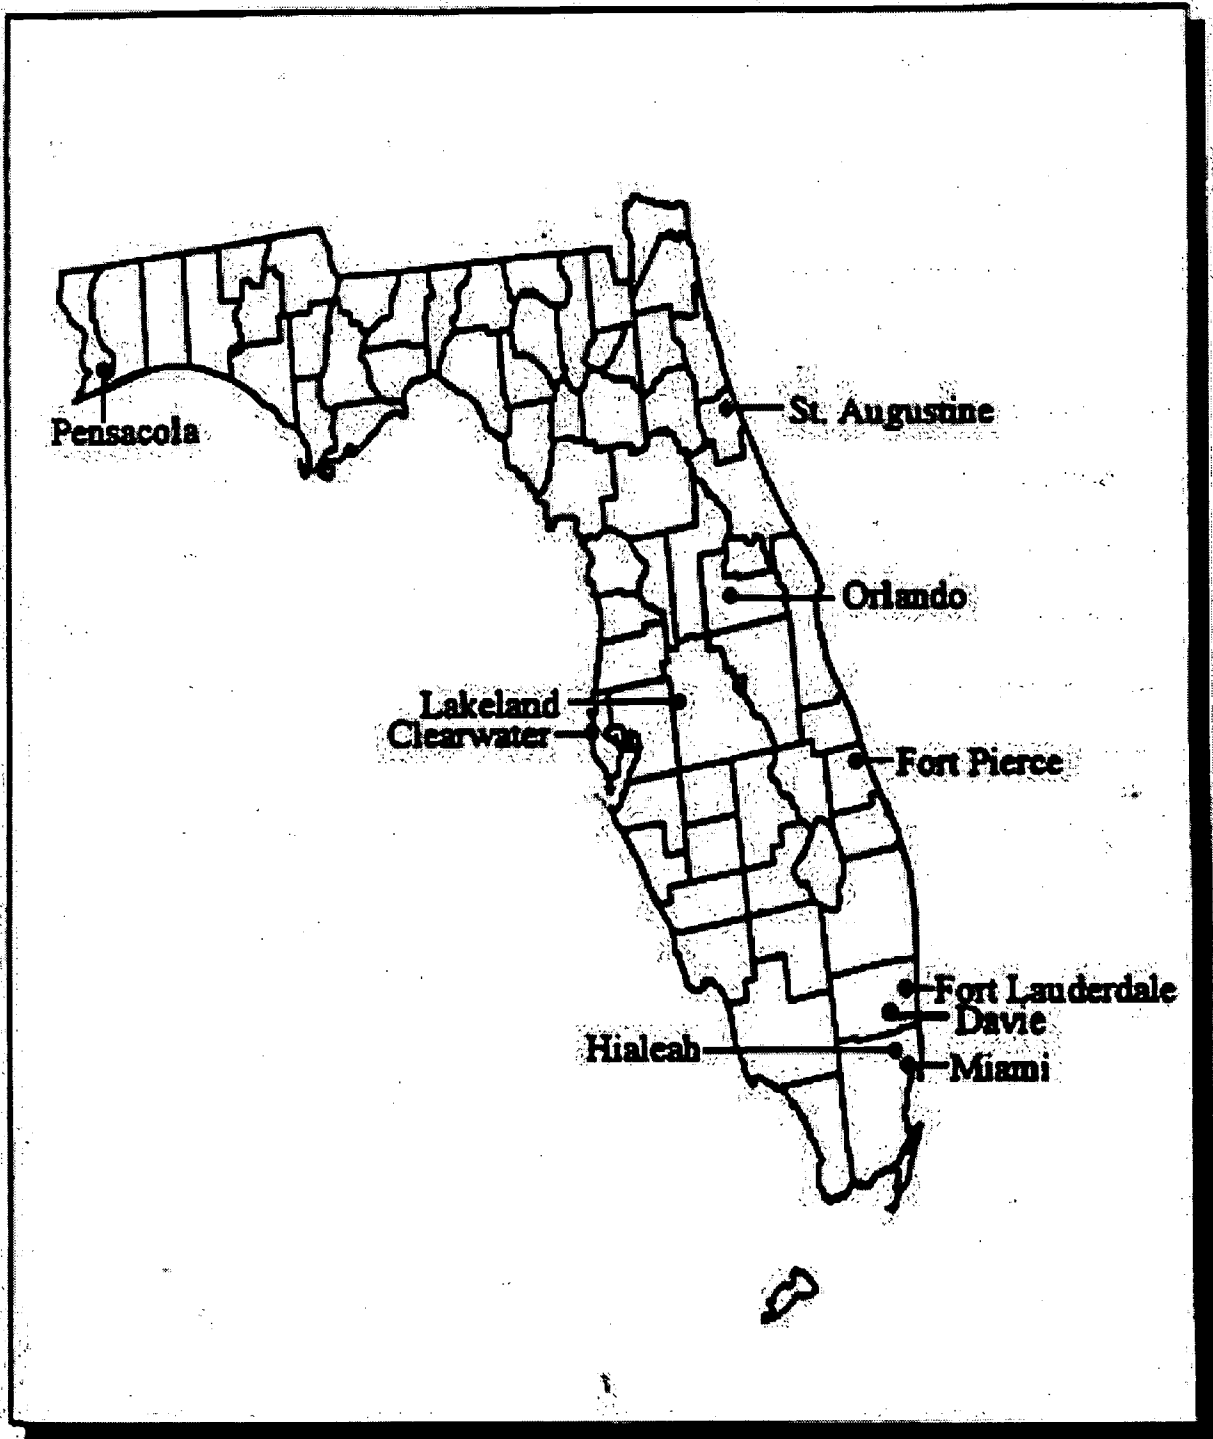 St. Augustine
Pensacola
Orlando
Lakeland
Clearwater
Fort Pierce
Fort Lauderdale
Davie
Hialeah
Miami